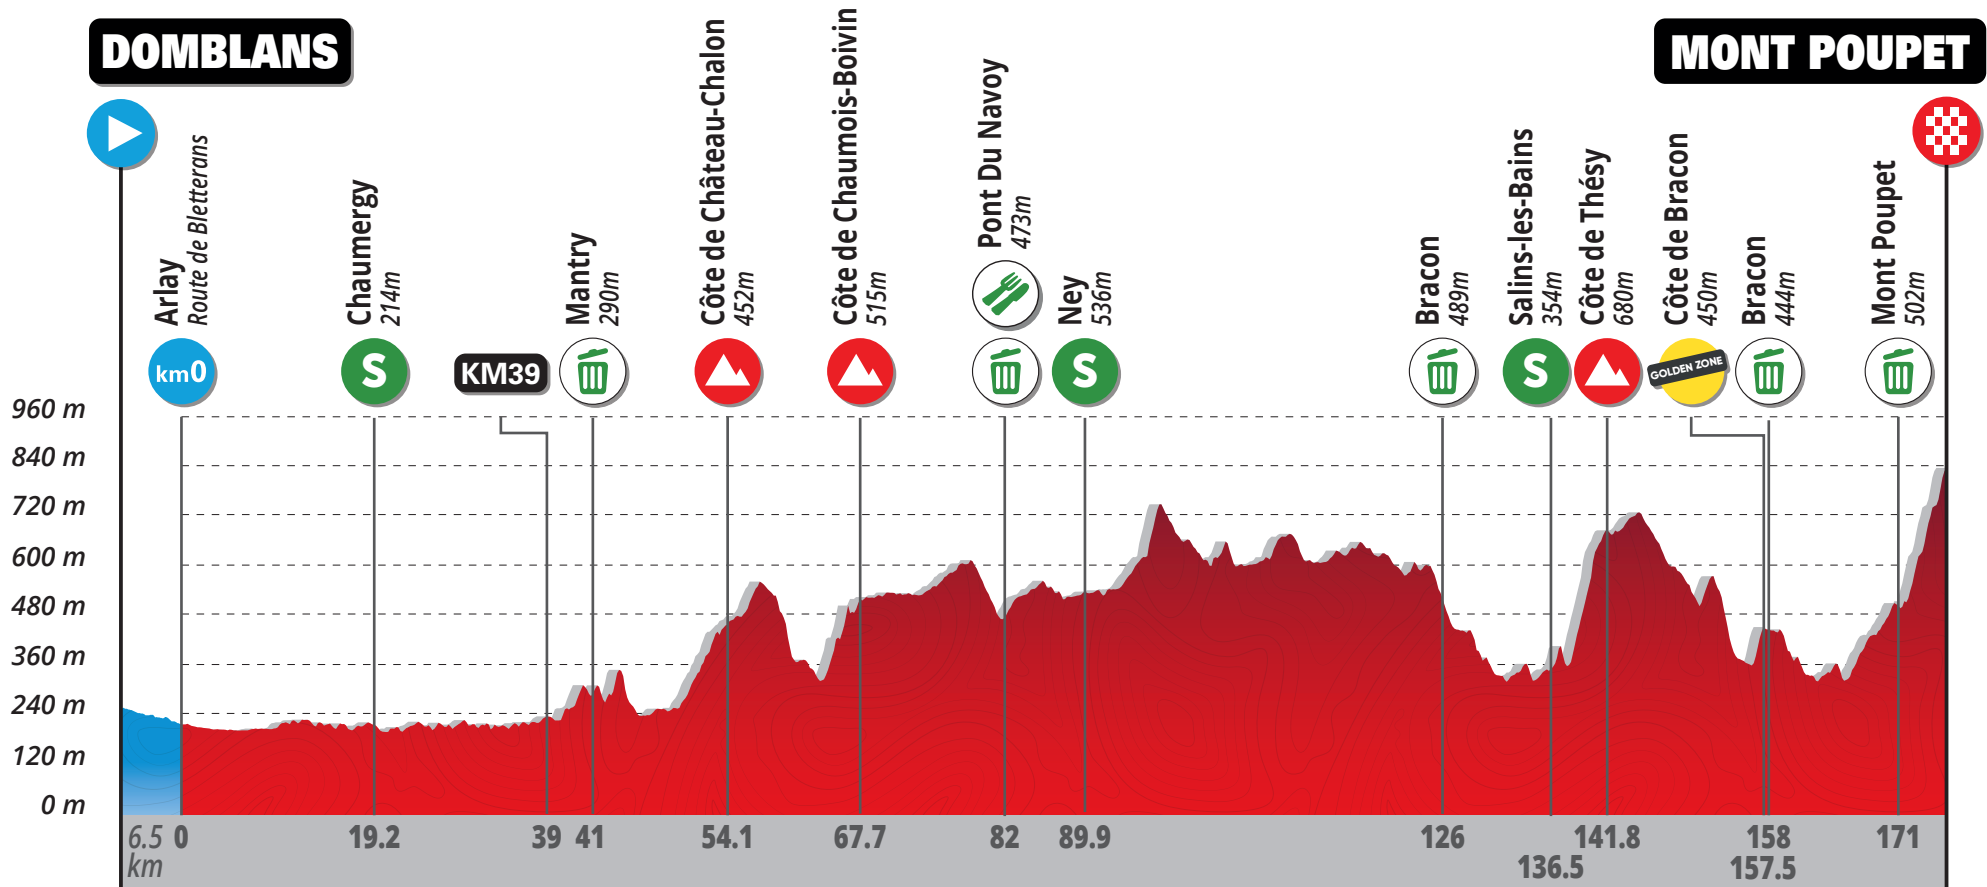 DOMBLANS
MONT POUPET
Arlay
Route de Bletterans
km0
Chaumergy
214m
S
KM39
Mantry
290m
Côte de Château-Chalon
452m
Côte de Chaumois-Boivin
515m
Pont Du Navoy
473m
Ney
536m
S
Bracon
489m
Salins-les-Bains
354m
S
Côte de Thésy
680m
Côte de Bracon
450m
GOLDEN ZONE
Bracon
444m
Mont Poupet
502m
960 m
840 m
720 m
600 m
480 m
360 m
240 m
120 m
0 m
6.5 km
0
19.2
39
41
54.1
67.7
82
89.9
126
136.5
141.8
157.5
158
171